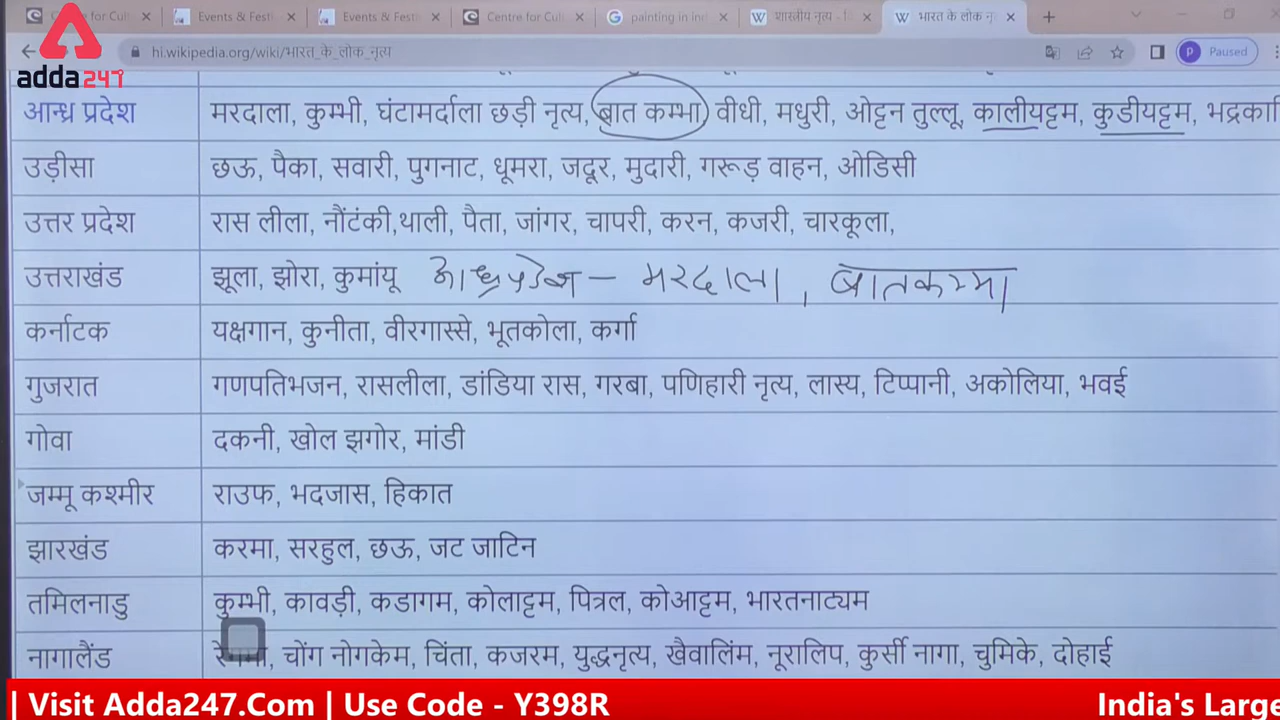 Centre for Cul
Events & Festi
Events & Festi
Centre for Cult
painting in ind
शास्त्रीय नृत्य -
भारत के लोक नृ
hi.wikipedia.org/wiki/भारत_के_लोक_नृत्य
P Paused
adda247
आन्ध्र प्रदेश मरदाला, कुम्भी, घंटामर्दाला छड़ी नृत्य, बात कम्भा वीधी, मधुरी, ओट्टन तुल्लू, कालीयट्टम, कुडीयट्टम, भद्रका
उड़ीसा छऊ, पैका, सवारी, पुगनाट, धूमरा, जदूर, मुदारी, गरूड़ वाहन, ओडिसी
उत्तर प्रदेश रास लीला, नौंटंकी,थाली, पैता, जांगर, चापरी, करन, कजरी, चारकूला,
उत्तराखंड झूला, झोरा, कुमांयू – मरदाला, बातकम्मा
कर्नाटक यक्षगान, कुनीता, वीरगास्से, भूतकोला, कर्गा
गुजरात गणपतिभजन, रासलीला, डांडिया रास, गरबा, पणिहारी नृत्य, लास्य, टिप्पानी, अकोलिया, भवई
गोवा दकनी, खोल झगोर, मांडी
जम्मू कश्मीर राउफ, भदजास, हिकात
झारखंड करमा, सरहुल, छऊ, जट जाटिन
तमिलनाडु कुम्भी, कावड़ी, कडागम, कोलाट्टम, पित्रल, कोआट्टम, भारतनाट्यम
नागालैंड चोंग नोगकेम, चिंता, कजरम, युद्धनृत्य, खैवालिंम, नूरालिप, कुर्सी नागा, चुमिके, दोहाई
| Visit Adda247.Com | Use Code - Y398R India's Large